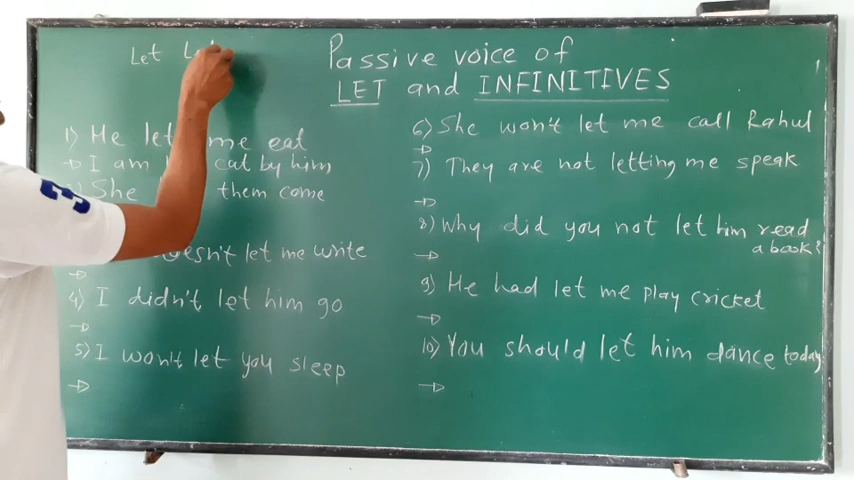 Let Let
Passive voice of
LET and INFINITIVES
1) He let me eat
→ I am eat by him
She them come
doesn't let me write
→
4) I didn't let him go
→
5) I won't let you sleep
→
6) She won't let me call Rahul
→
7) They are not letting me speak
→
8) Why did you not let him read
a book?
→
9) He had let me play cricket
→
10) You should let him dance today
→